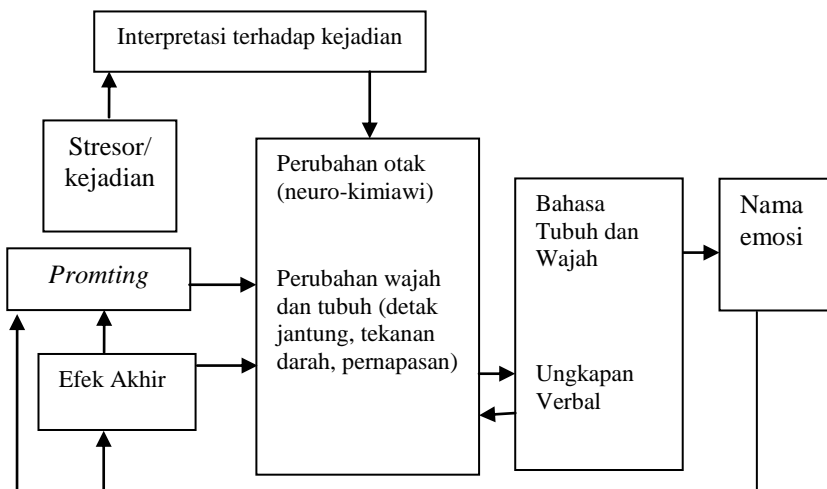 Interpretasi terhadap kejadian
Stresor/
kejadian
Promting
Efek Akhir
Perubahan otak
(neuro-kimiawi)
Perubahan wajah
dan tubuh (detak
jantung, tekanan
darah, pernapasan)
Bahasa
Tubuh dan
Wajah
Ungkapan
Verbal
Nama
emosi